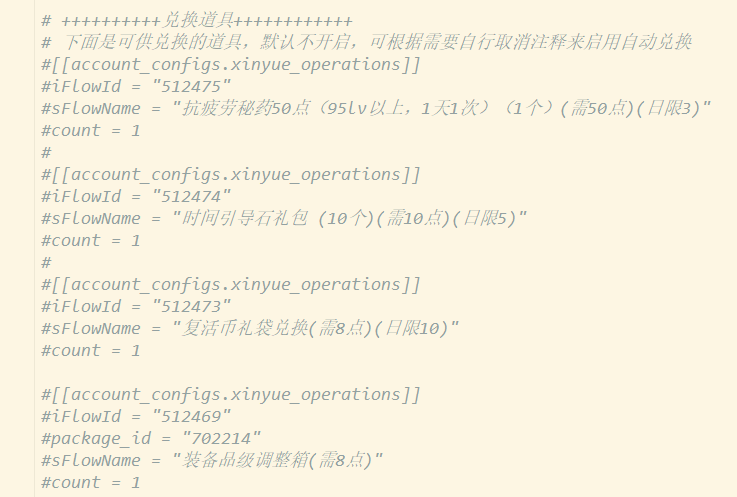 # ++++++++++兑换道具++++++++++++
# 下面是可供兑换的道具，默认不开启，可根据需要自行取消注释来启用自动兑换
#[[account_configs.xinyue_operations]]
#iFlowId = "512475"
#sFlowName = "抗疲劳秘药50点（95lv以上，1天1次）（1个）(需50点)(日限3)"
#count = 1
#
#[[account_configs.xinyue_operations]]
#iFlowId = "512474"
#sFlowName = "时间引导石礼包 (10个)(需10点)(日限5)"
#count = 1
#
#[[account_configs.xinyue_operations]]
#iFlowId = "512473"
#sFlowName = "复活币礼袋兑换(需8点)(日限10)"
#count = 1
#[[account_configs.xinyue_operations]]
#iFlowId = "512469"
#package_id = "702214"
#sFlowName = "装备品级调整箱(需8点)"
#count = 1